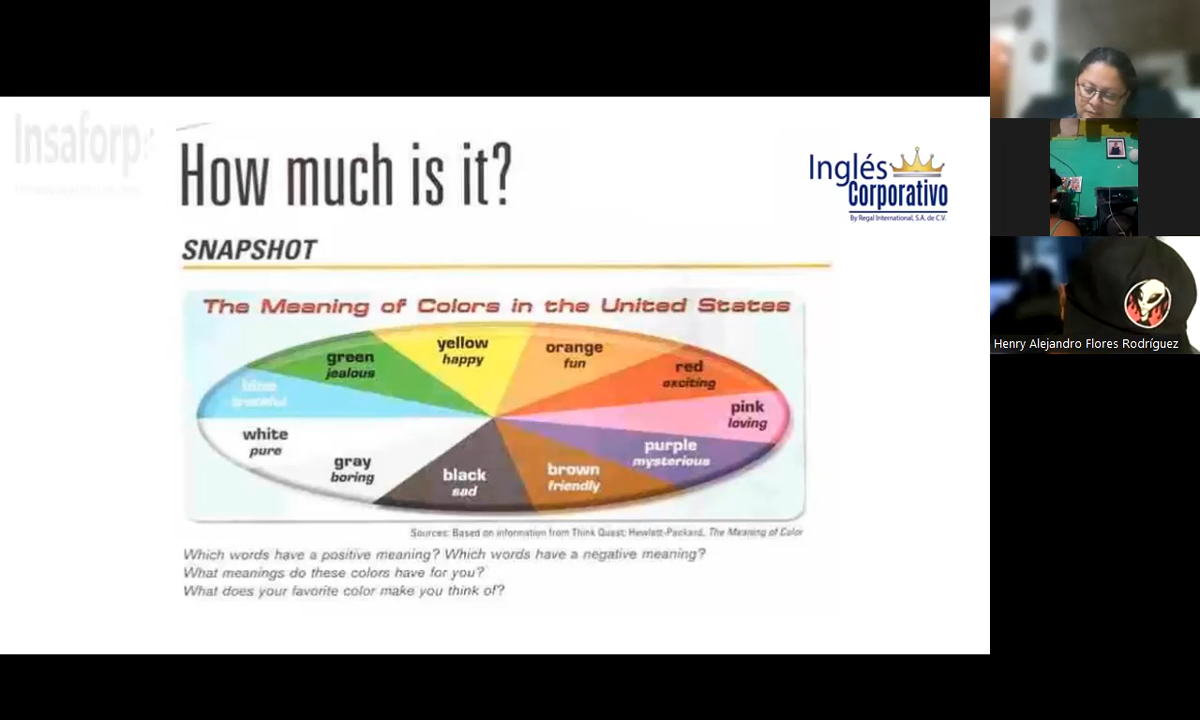 Insaforp
How much is it?
Inglés
Corporativo
By Regal International, S.A. de C.V.
SNAPSHOT
The Meaning of Colors in the United States
yellow
happy
orange
fun
green
jealous
red
exciting
blue
pink
loving
white
pure
purple
mysterious
gray
boring
black
sad
brown
friendly
Sources: Based on information from Think Quest; Hewlett-Packard, The Meaning of Color
Which words have a positive meaning? Which words have a negative meaning?
What meanings do these colors have for you?
What does your favorite color make you think of?
Henry Alejandro Flores Rodríguez